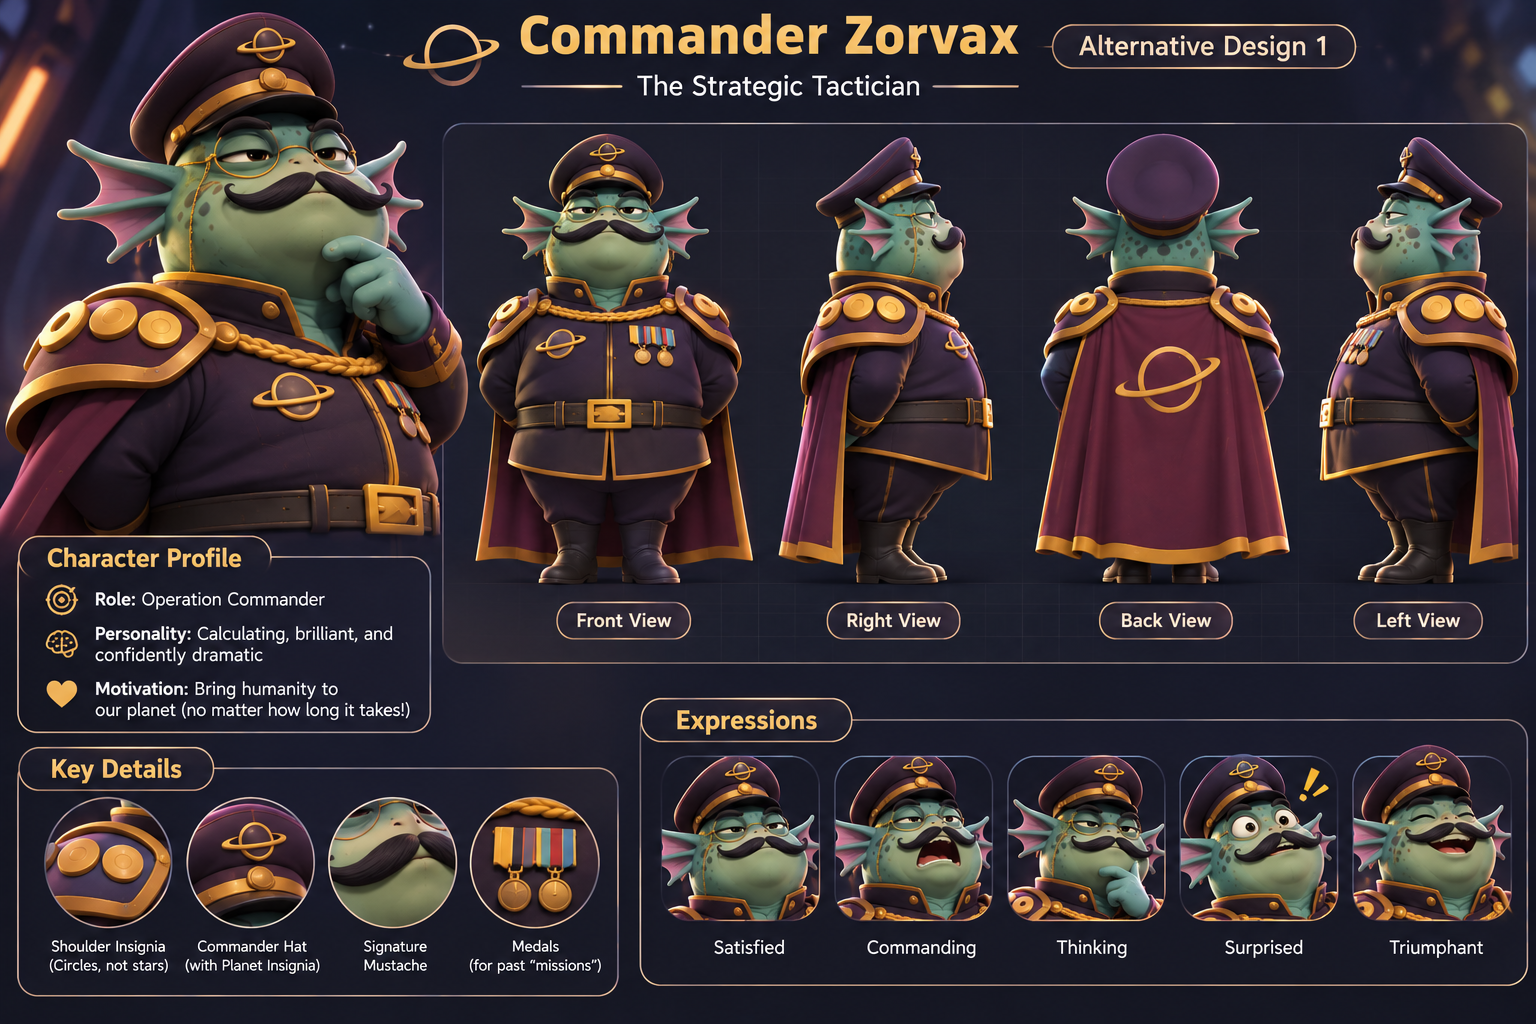 Commander Zorvax
The Strategic Tactician
Alternative Design 1
Front View
Right View
Back View
Left View
Character Profile
Role: Operation Commander
Personality: Calculating, brilliant, and
confidently dramatic
Motivation: Bring humanity to
our planet (no matter how long it takes!)
Key Details
Shoulder Insignia
(Circles, not stars)
Commander Hat
(with Planet Insignia)
Signature
Mustache
Medals
(for past “missions”)
Expressions
Satisfied
Commanding
Thinking
!!
Surprised
Triumphant